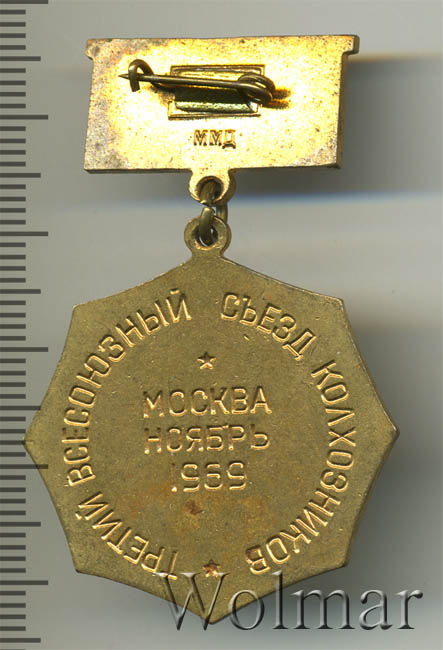 ММД
ТРЕТИЙ ВСЕСОЮЗНЫЙ СЪЕЗД КОЛХОЗНИКОВ
МОСКВА
НОЯБРЬ
1969
Wolmar